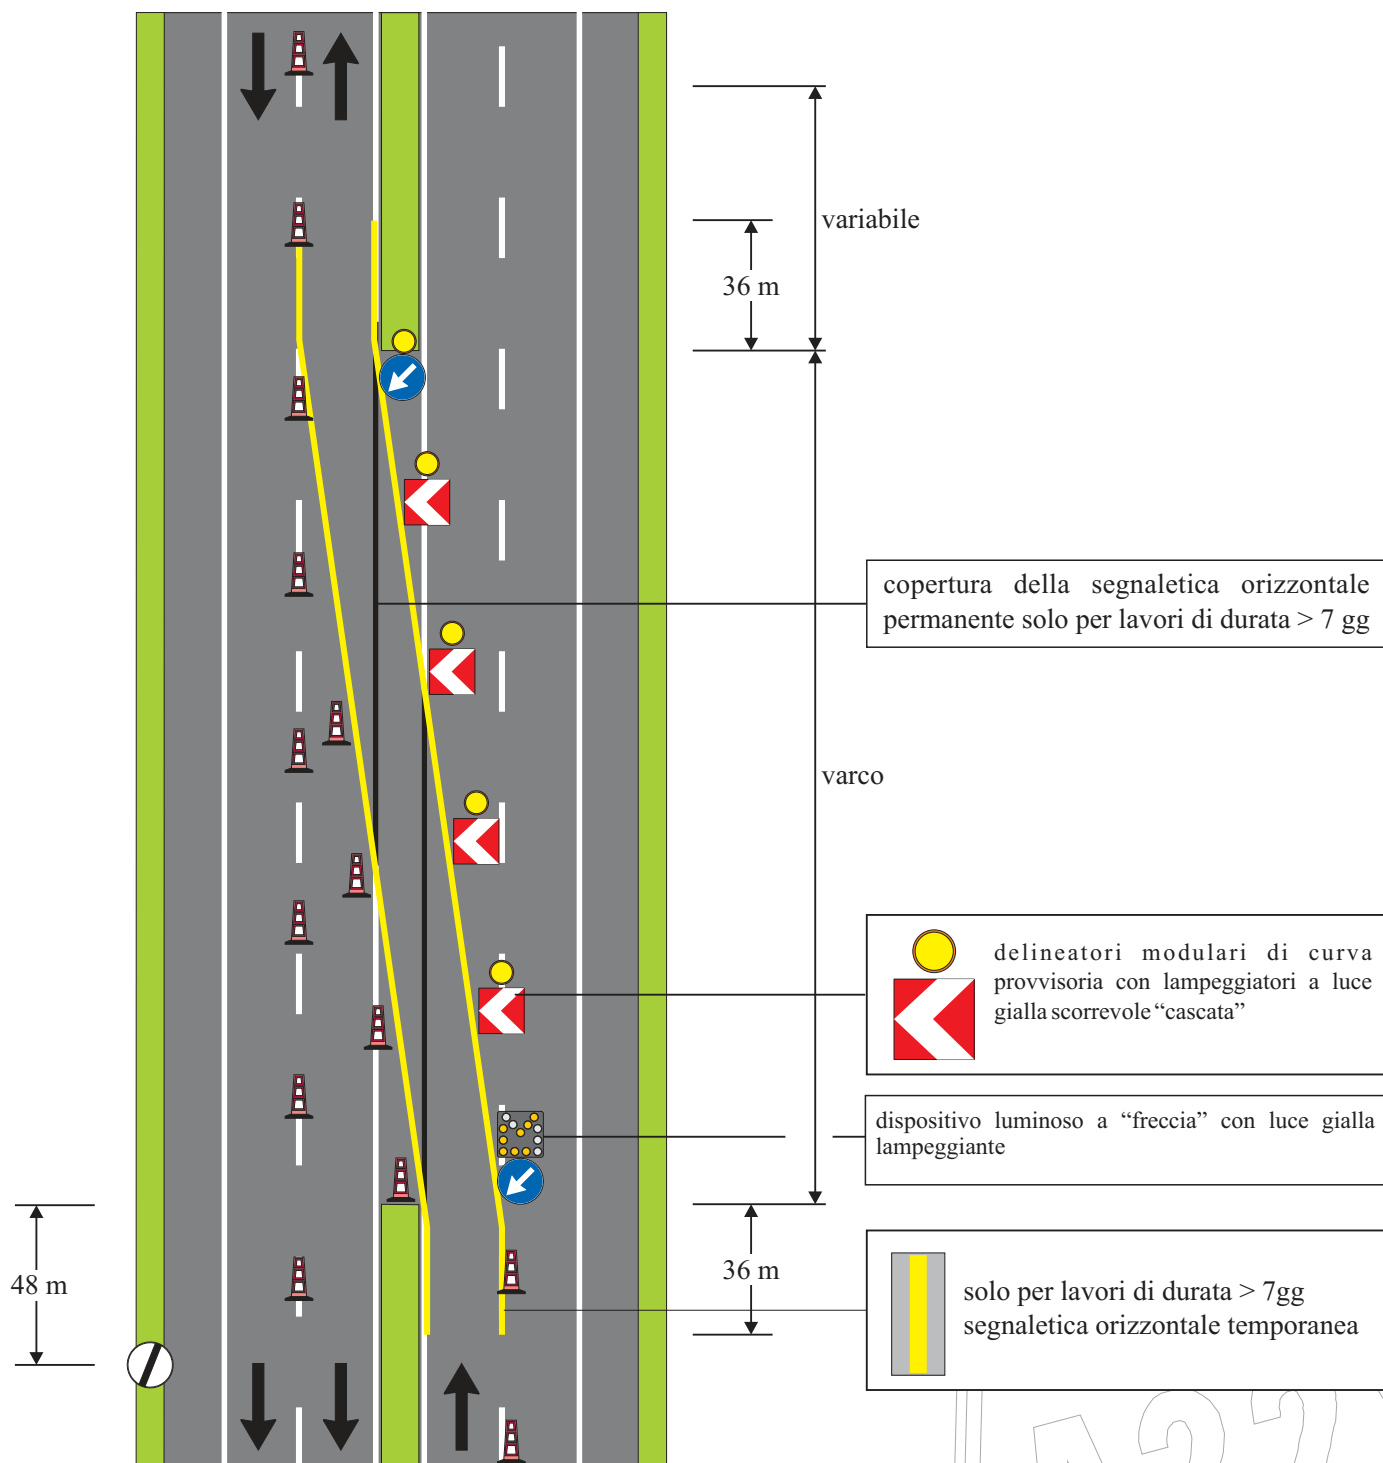 variabile
36 m
copertura della segnaletica orizzontale
permanente solo per lavori di durata > 7 gg
varco
delineatori modulari di curva
provvisoria con lampeggiatori a luce
gialla scorrevole “cascata”
dispositivo luminoso a “freccia” con luce gialla
lampeggiante
48 m
36 m
solo per lavori di durata > 7gg
segnaletica orizzontale temporanea
A22